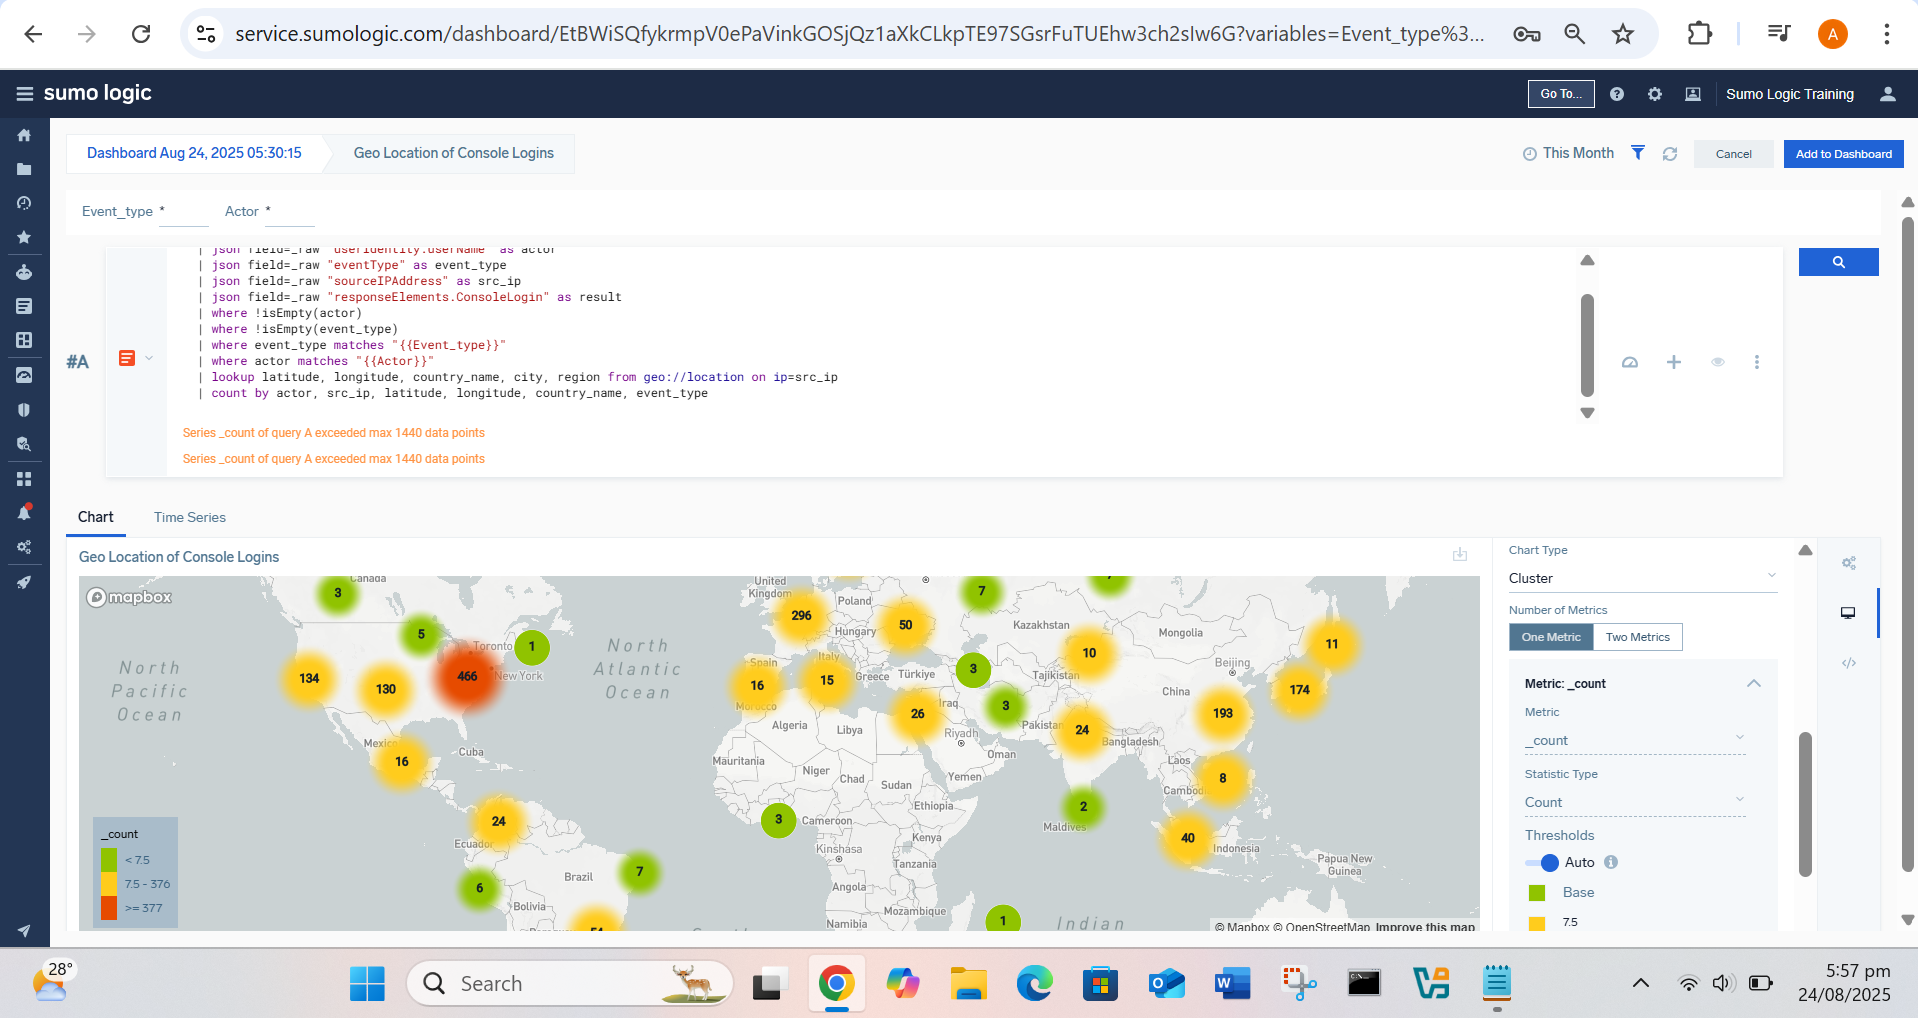 service.sumologic.com/dashboard/EtBWiSQfykrmpV0ePaVinkGOSjQz1aXkCLkpTE97SGsrFuTUEhw3ch2sIw6G?variables=Event_type%3...
A
sumo logic
Go To...
Sumo Logic Training
Dashboard Aug 24, 2025 05:30:15
Geo Location of Console Logins
This Month
Cancel
Add to Dashboard
Event_type *
Actor *
| json field=_raw "userIdentity.userName" as actor
| json field=_raw "eventType" as event_type
| json field=_raw "sourceIPAddress" as src_ip
| json field=_raw "responseElements.ConsoleLogin" as result
| where !isEmpty(actor)
| where !isEmpty(event_type)
| where event_type matches "{{Event_type}}"
| where actor matches "{{Actor}}"
| lookup latitude, longitude, country_name, city, region from geo://location on ip=src_ip
| count by actor, src_ip, latitude, longitude, country_name, event_type
#A
Series _count of query A exceeded max 1440 data points
Series _count of query A exceeded max 1440 data points
Chart
Time Series
Geo Location of Console Logins
mapbox
Canada
3
5
Toronto
1
466
New York
134
130
North
Pacific
Ocean
North
Atlantic
Ocean
Mexico
16
Cuba
24
Ecuador
6
7
Brazil
Bolivia
54
United
Kingdom
296
Poland
50
Hungary
7
Kazakhstan
Mongolia
11
Spain
Italy
16
15
Greece
Türkiye
3
10
Tajikistan
Beijing
174
Morocco
26
Iraq
3
China
193
Algeria
Libya
Riyadh
Pakistan
24
Bangladesh
Oman
Mauritania
Niger
Chad
Sudan
Yemen
Laos
8
Cambodia
Ethiopia
2
Maldives
3
Cameroon
Kenya
40
Indonesia
Kinshasa
Tanzania
Papua New
Guinea
Angola
Mozambique
Namibia
1
Indian
_count
< 7.5
7.5 - 376
>= 377
© Mapbox © OpenStreetMap Improve this map
Chart Type
Cluster
Number of Metrics
One Metric
Two Metrics
Metric: _count
Metric
_count
Statistic Type
Count
Thresholds
Auto
Base
7.5
28°
Search
5:57 pm
24/08/2025